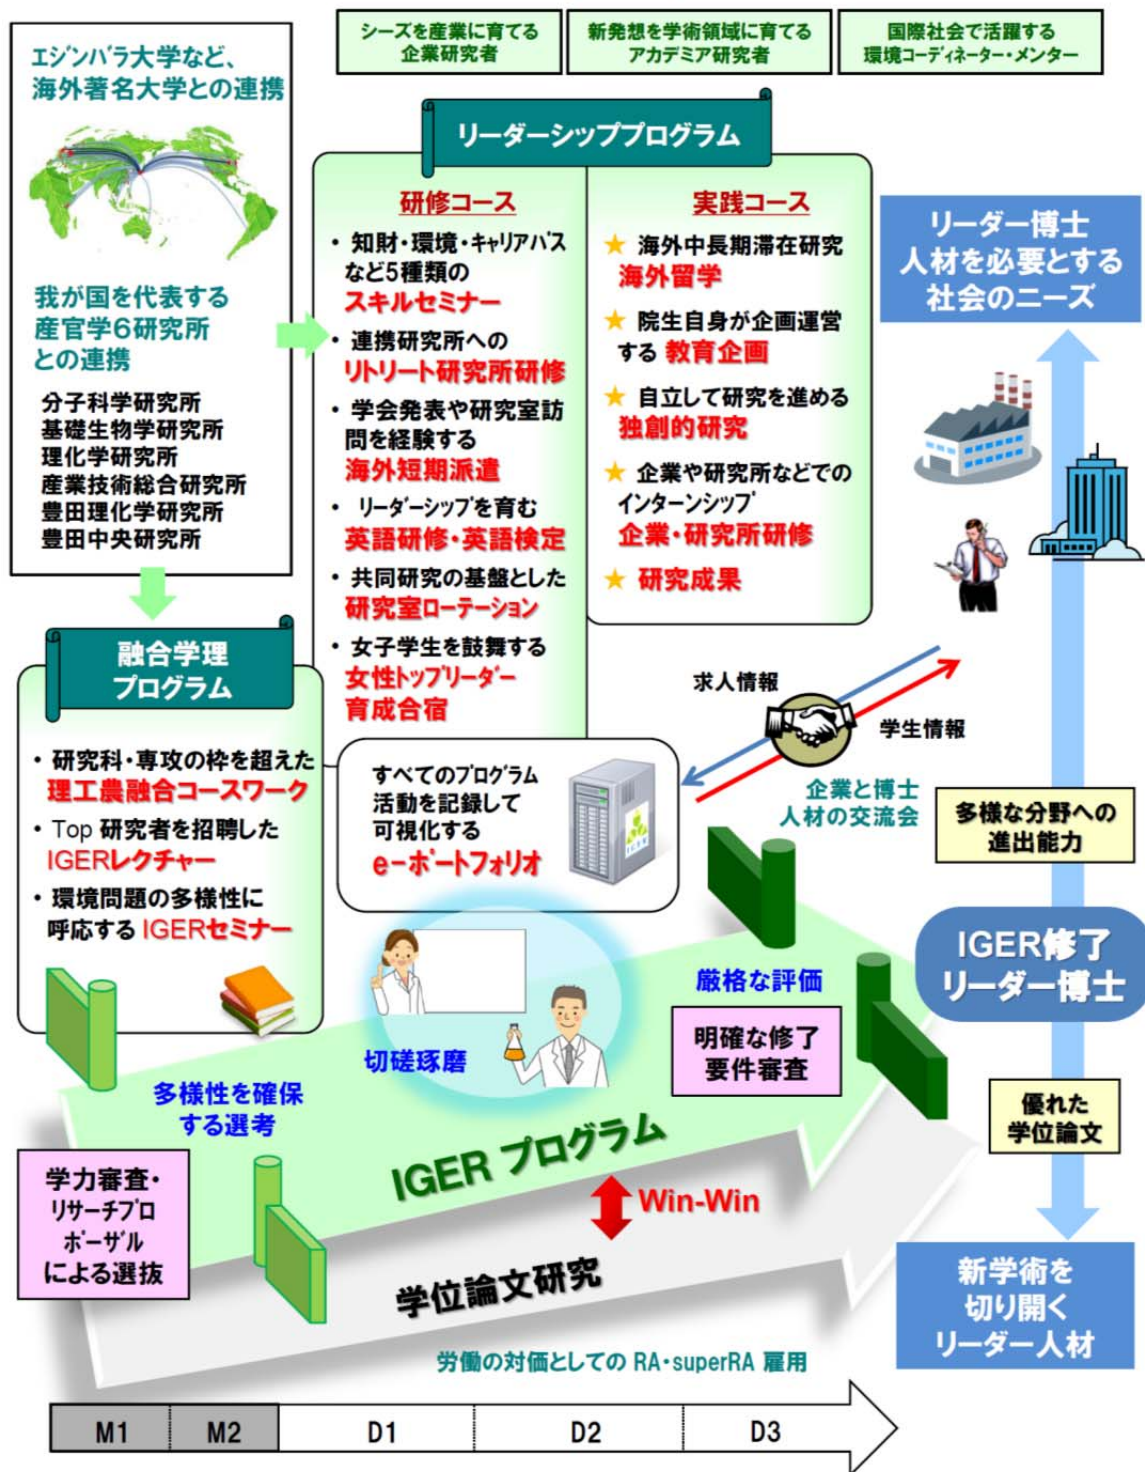 シーズを産業に育てる
企業研究者
新発想を学術領域に育てる
アカデミア研究者
国際社会で活躍する
環境コーディネーター・メンター
エジンバラ大学など、
海外著名大学との連携
我が国を代表する
産官学6研究所
との連携
分子科学研究所
基礎生物学研究所
理化学研究所
産業技術総合研究所
豊田理化学研究所
豊田中央研究所
リーダーシッププログラム
研修コース
・ 知財・環境・キャリアパス
など5種類の
スキルセミナー
・ 連携研究所への
リトリート研究所研修
・ 学会発表や研究室訪
問を経験する
海外短期派遣
・ リーダーシップを育む
英語研修・英語検定
・ 共同研究の基盤とした
研究室ローテーション
・ 女子学生を鼓舞する
女性トップリーダー
育成合宿
実践コース
★ 海外中長期滞在研究
海外留学
★ 院生自身が企画運営
する 教育企画
★ 自立して研究を進める
独創的研究
★ 企業や研究所などでの
インターンシップ
企業・研究所研修
★ 研究成果
リーダー博士
人材を必要とする
社会のニーズ
融合学理
プログラム
・ 研究科・専攻の枠を超えた
理工農融合コースワーク
・ Top 研究者を招聘した
IGERレクチャー
・ 環境問題の多様性に
呼応する IGERセミナー
すべてのプログラム
活動を記録して
可視化する
e-ポートフォリオ
IGER
求人情報
学生情報
企業と博士
人材の交流会
多様な分野への
進出能力
IGER修了
リーダー博士
優れた
学位論文
新学術を
切り開く
リーダー人材
切磋琢磨
厳格な評価
明確な修了
要件審査
多様性を確保
する選考
学力審査・
リサーチプロ
ポーザル
による選抜
IGER プログラム
Win-Win
学位論文研究
労働の対価としての RA・superRA 雇用
M1 M2 D1 D2 D3